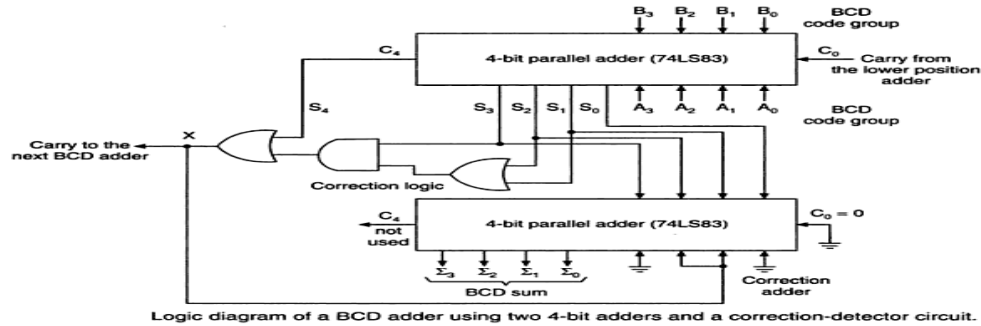 B3 B2 B1 B0
BCD
code group
C4
4-bit parallel adder (74LS83)
C0
Carry from
the lower position
adder
S4
S3 S2 S1 S0
A3 A2 A1 A0
BCD
code group
X
Carry to the
next BCD adder
Correction logic
C4
not
used
4-bit parallel adder (74LS83)
C0 = 0
Σ3 Σ2 Σ1 Σ0
BCD sum
Correction
adder
Logic diagram of a BCD adder using two 4-bit adders and a correction-detector circuit.